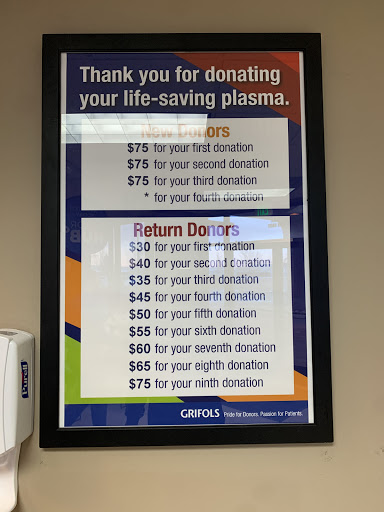 Thank you for donating
your life-saving plasma.
New Donors
$75 for your first donation
$75 for your second donation
$75 for your third donation
* for your fourth donation
Return Donors
$30 for your first donation
$40 for your second donation
$35 for your third donation
$45 for your fourth donation
$50 for your fifth donation
$55 for your sixth donation
$60 for your seventh donation
$65 for your eighth donation
$75 for your ninth donation
GRIFOLS Pride for Donors. Passion for Patients.
Purell